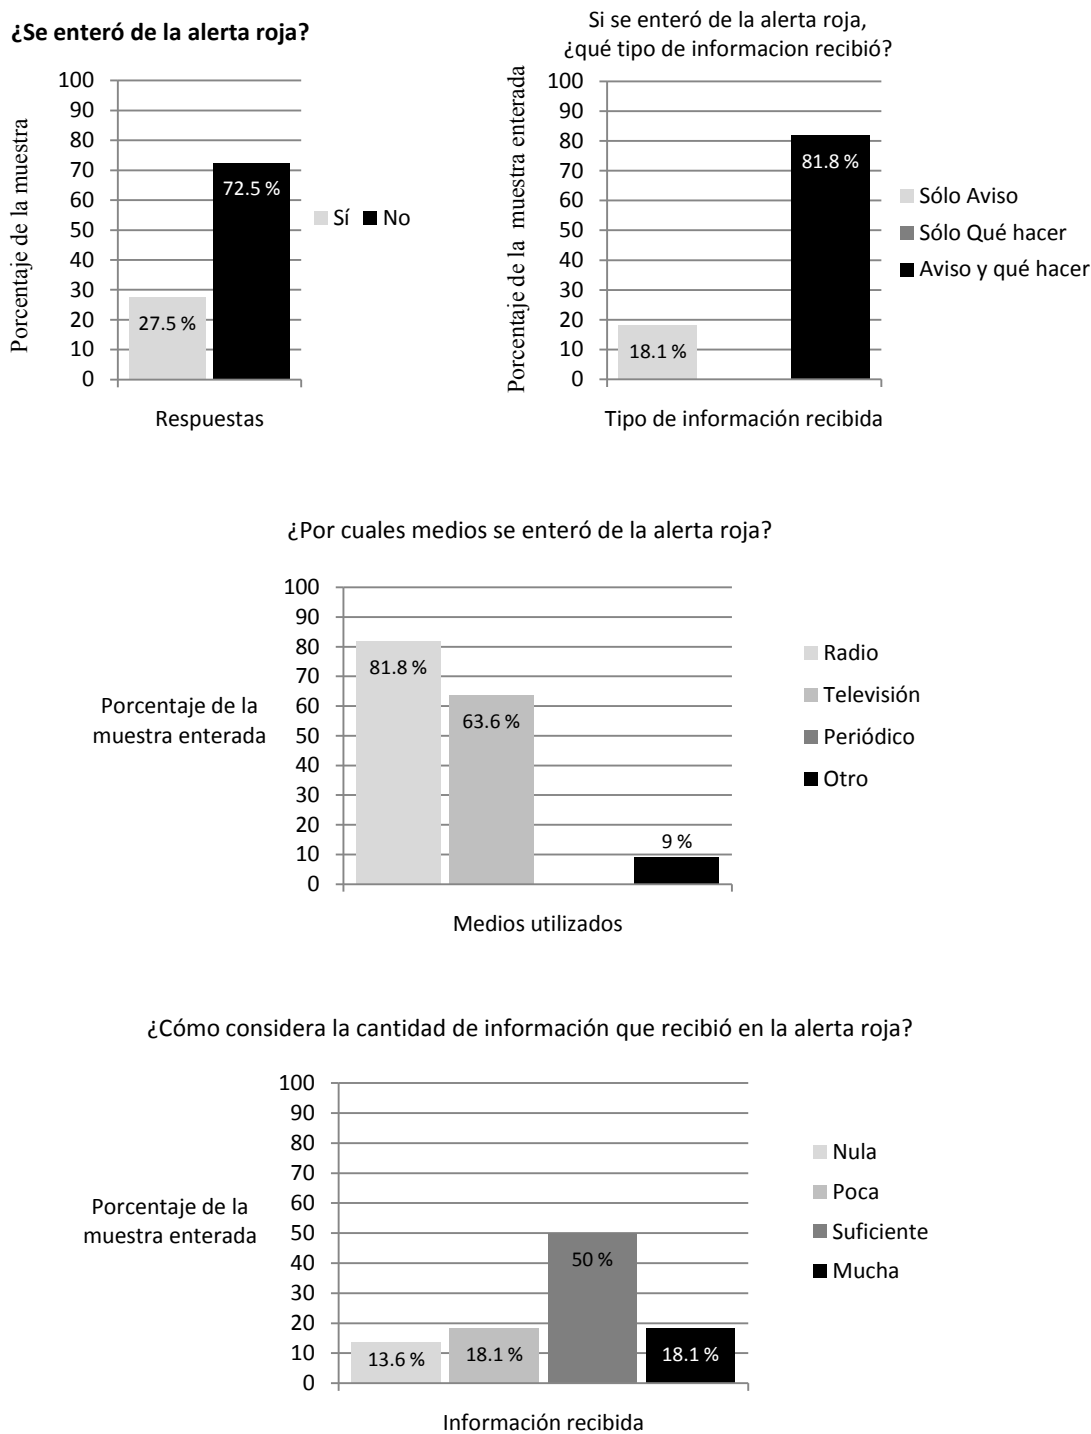 ¿Se enteró de la alerta roja?
Porcentaje de la muestra
100
90
80
70
60
50
40
30
20
10
0
72.5 %
27.5 %
Sí No
Respuestas
Si se enteró de la alerta roja,
¿qué tipo de informacion recibió?
Porcentaje de la muestra enterada
100
90
80
70
60
50
40
30
20
10
0
81.8 %
18.1 %
Sólo Aviso
Sólo Qué hacer
Aviso y qué hacer
Tipo de información recibida
¿Por cuales medios se enteró de la alerta roja?
Porcentaje de la
muestra enterada
100
90
80
70
60
50
40
30
20
10
0
81.8 %
63.6 %
9 %
Radio
Televisión
Periódico
Otro
Medios utilizados
¿Cómo considera la cantidad de información que recibió en la alerta roja?
Porcentaje de la
muestra enterada
100
90
80
70
60
50
40
30
20
10
0
13.6 %
18.1 %
50 %
18.1 %
Nula
Poca
Suficiente
Mucha
Información recibida